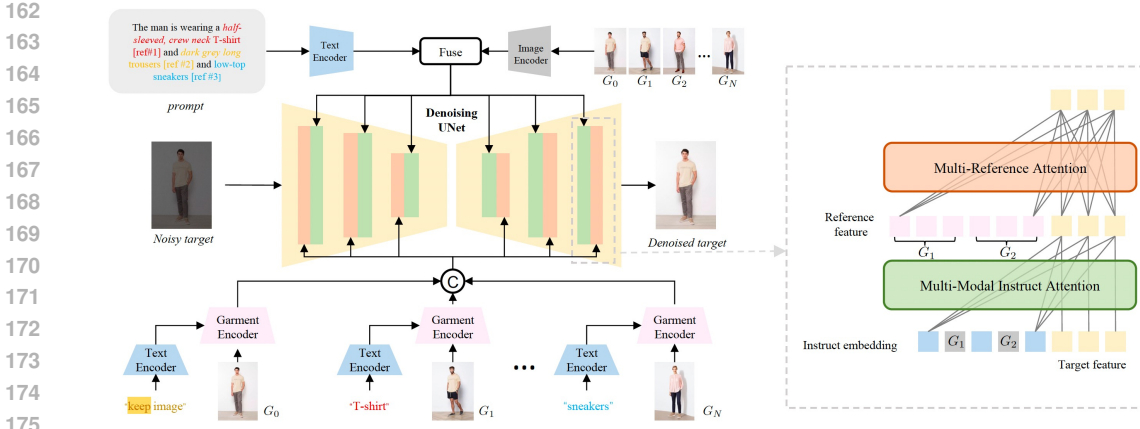 162
163
164
165
166
167
168
169
170
171
172
173
174
175
The man is wearing a half-
sleeved, crew neck T-shirt
[ref#1] and dark grey long
trousers [ref #2] and low-top
sneakers [ref #3]
prompt
Text
Encoder
Fuse
Image
Encoder
G0 G1 G2 ... GN
Denoising
UNet
Noisy target
Denoised target
C
Garment
Encoder
Garment
Encoder
Garment
Encoder
Text
Encoder
Text
Encoder
...
Text
Encoder
"keep image"
G0
"T-shirt"
G1
"sneakers"
GN
Multi-Reference Attention
Reference
feature
G1 G2
Multi-Modal Instruct Attention
Instruct embedding
G1 G2
Target feature